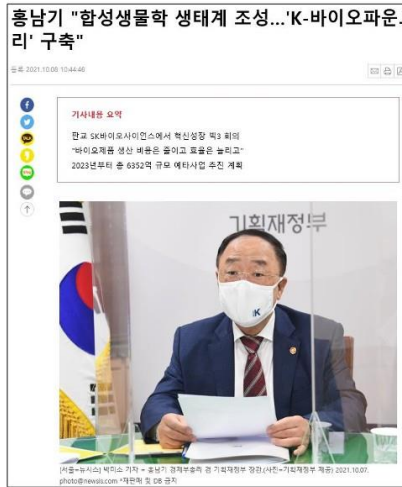 홍남기 "합성생물학 생태계 조성...'K-바이오파운드
리' 구축"
등록 2021.10.08 10:44:46
기사내용 요약
판교 SK바이오사이언스에서 혁신성장 빅3 회의
"바이오제품 생산 비용은 줄이고 효율은 늘리고"
2023년부터 총 6352억 규모 예타사업 추진 계획
기획재정부
K
[서울=뉴시스] 박미소 기자 = 홍남기 경제부총리 겸 기획재정부 장관.(사진=기획재정부 제공) 2021.10.07.
photo@newsis.com *재판매 및 DB 금지